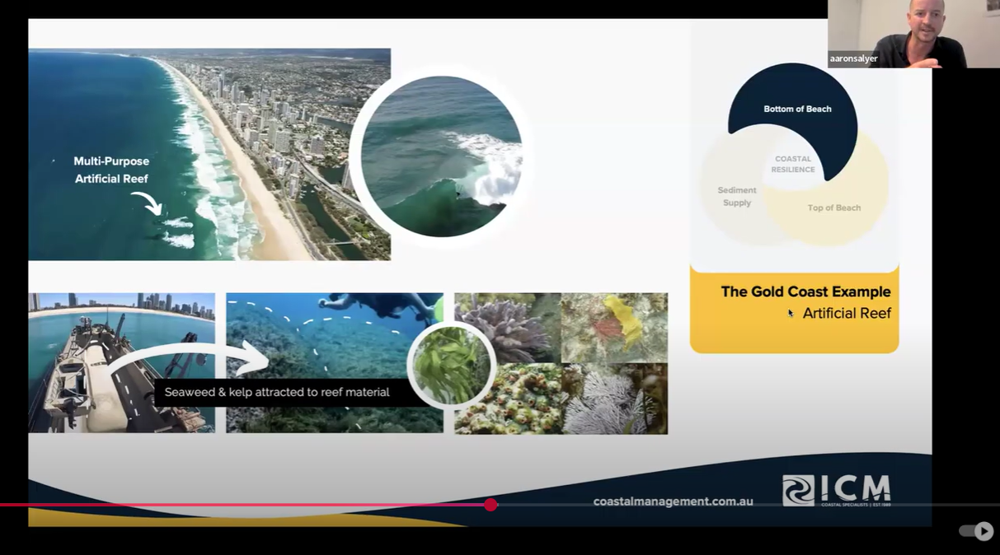 aaronsalyer
Multi-Purpose
Artificial Reef
Bottom of Beach
COASTAL
RESILIENCE
Sediment
Supply
Top of Beach
The Gold Coast Example
Artificial Reef
Seaweed & kelp attracted to reef material
coastalmanagement.com.au
ICM
COASTAL SPECIALISTS | EST 1989